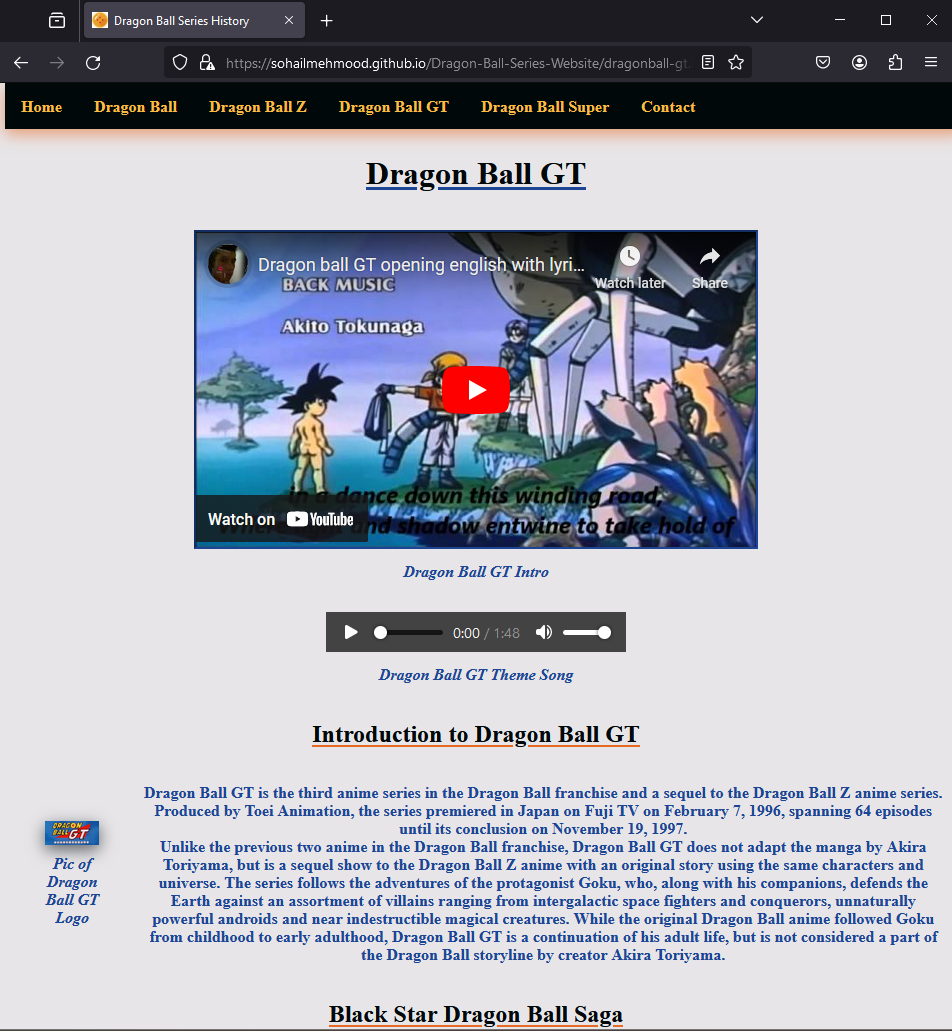 Dragon Ball Series History
https://sohailmehmood.github.io/Dragon-Ball-Series-Website/dragonball-gt.
Home Dragon Ball Dragon Ball Z Dragon Ball GT Dragon Ball Super Contact
Dragon Ball GT
Dragon ball GT opening english with lyri...
Watch later
Share
BACK MUSIC
Akito Tokunaga
in a dance down this winding road,
and shadow entwine to take hold of
Watch on YouTube
Dragon Ball GT Intro
0:00 / 1:48
Dragon Ball GT Theme Song
Introduction to Dragon Ball GT
DRAGON
BALL GT
Pic of
Dragon
Ball GT
Logo
Dragon Ball GT is the third anime series in the Dragon Ball franchise and a sequel to the Dragon Ball Z anime series.
Produced by Toei Animation, the series premiered in Japan on Fuji TV on February 7, 1996, spanning 64 episodes
until its conclusion on November 19, 1997.
Unlike the previous two anime in the Dragon Ball franchise, Dragon Ball GT does not adapt the manga by Akira
Toriyama, but is a sequel show to the Dragon Ball Z anime with an original story using the same characters and
universe. The series follows the adventures of the protagonist Goku, who, along with his companions, defends the
Earth against an assortment of villains ranging from intergalactic space fighters and conquerors, unnaturally
powerful androids and near indestructible magical creatures. While the original Dragon Ball anime followed Goku
from childhood to early adulthood, Dragon Ball GT is a continuation of his adult life, but is not considered a part of
the Dragon Ball storyline by creator Akira Toriyama.
Black Star Dragon Ball Saga